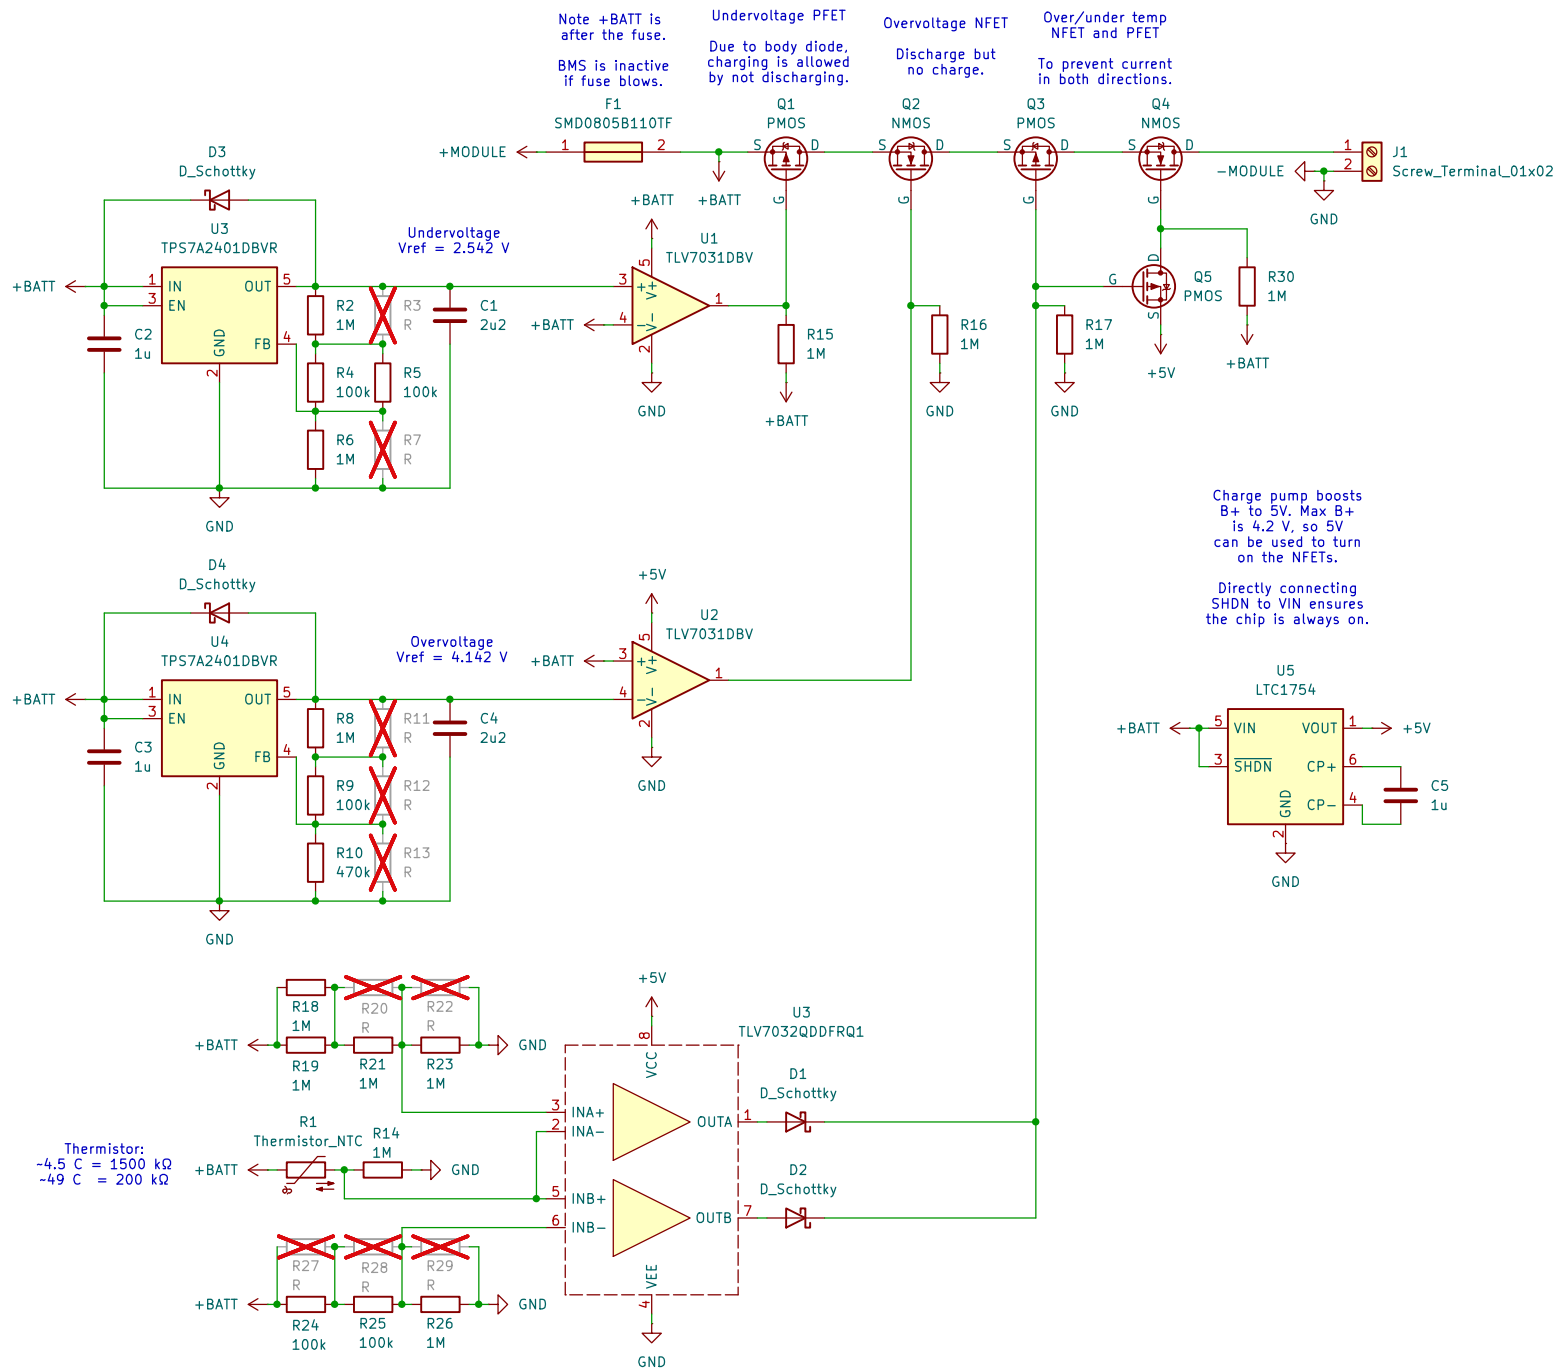 Note +BATT is
after the fuse.
BMS is inactive
if fuse blows.
Undervoltage PFET
Due to body diode,
charging is allowed
by not discharging.
Overvoltage NFET
Discharge but
no charge.
Over/under temp
NFET and PFET
To prevent current
in both directions.
F1
SMD0805B110TF
+MODULE
1
2
+BATT
Q1
PMOS
S
D
G
Q2
NMOS
S
D
G
Q3
PMOS
S
D
G
Q4
NMOS
S
D
G
1
2
J1
Screw_Terminal_01x02
-MODULE
GND
D3
D_Schottky
U3
TPS7A2401DBVR
+BATT
1
IN
3
EN
OUT
5
FB
4
GND
2
C2
1u
R2
1M
R3
R
R4
100k
R5
100k
R6
1M
R7
R
C1
2u2
GND
Undervoltage
Vref = 2.542 V
+BATT
U1
TLV7031DBV
3
+
4
-
+BATT
5
V+
V-
2
1
GND
R15
1M
+BATT
R16
1M
GND
R17
1M
GND
G
D
S
Q5
PMOS
+5V
R30
1M
+BATT
D4
D_Schottky
U4
TPS7A2401DBVR
+BATT
1
IN
3
EN
OUT
5
FB
4
GND
2
C3
1u
R8
1M
R11
R
R9
100k
R12
R
R10
470k
R13
R
C4
2u2
GND
Overvoltage
Vref = 4.142 V
+5V
U2
TLV7031DBV
+BATT
3
+
4
-
5
V+
V-
2
1
GND
Charge pump boosts
B+ to 5V. Max B+
is 4.2 V, so 5V
can be used to turn
on the NFETs.
Directly connecting
SHDN to VIN ensures
the chip is always on.
U5
LTC1754
+BATT
5
VIN
3
SHDN
VOUT
1
+5V
CP+
6
CP-
4
GND
2
C5
1u
GND
R18
1M
R20
R
R22
R
+BATT
R19
1M
R21
1M
R23
1M
GND
+5V
U3
TLV7032QDDFRQ1
8
VCC
3
INA+
2
INA-
OUTA
1
5
INB+
6
INB-
OUTB
7
VEE
4
GND
D1
D_Schottky
D2
D_Schottky
Thermistor:
~4.5 C = 1500 kΩ
~49 C  = 200 kΩ
R1
Thermistor_NTC
+BATT
R14
1M
GND
R27
R
R28
R
R29
R
+BATT
R24
100k
R25
100k
R26
1M
GND